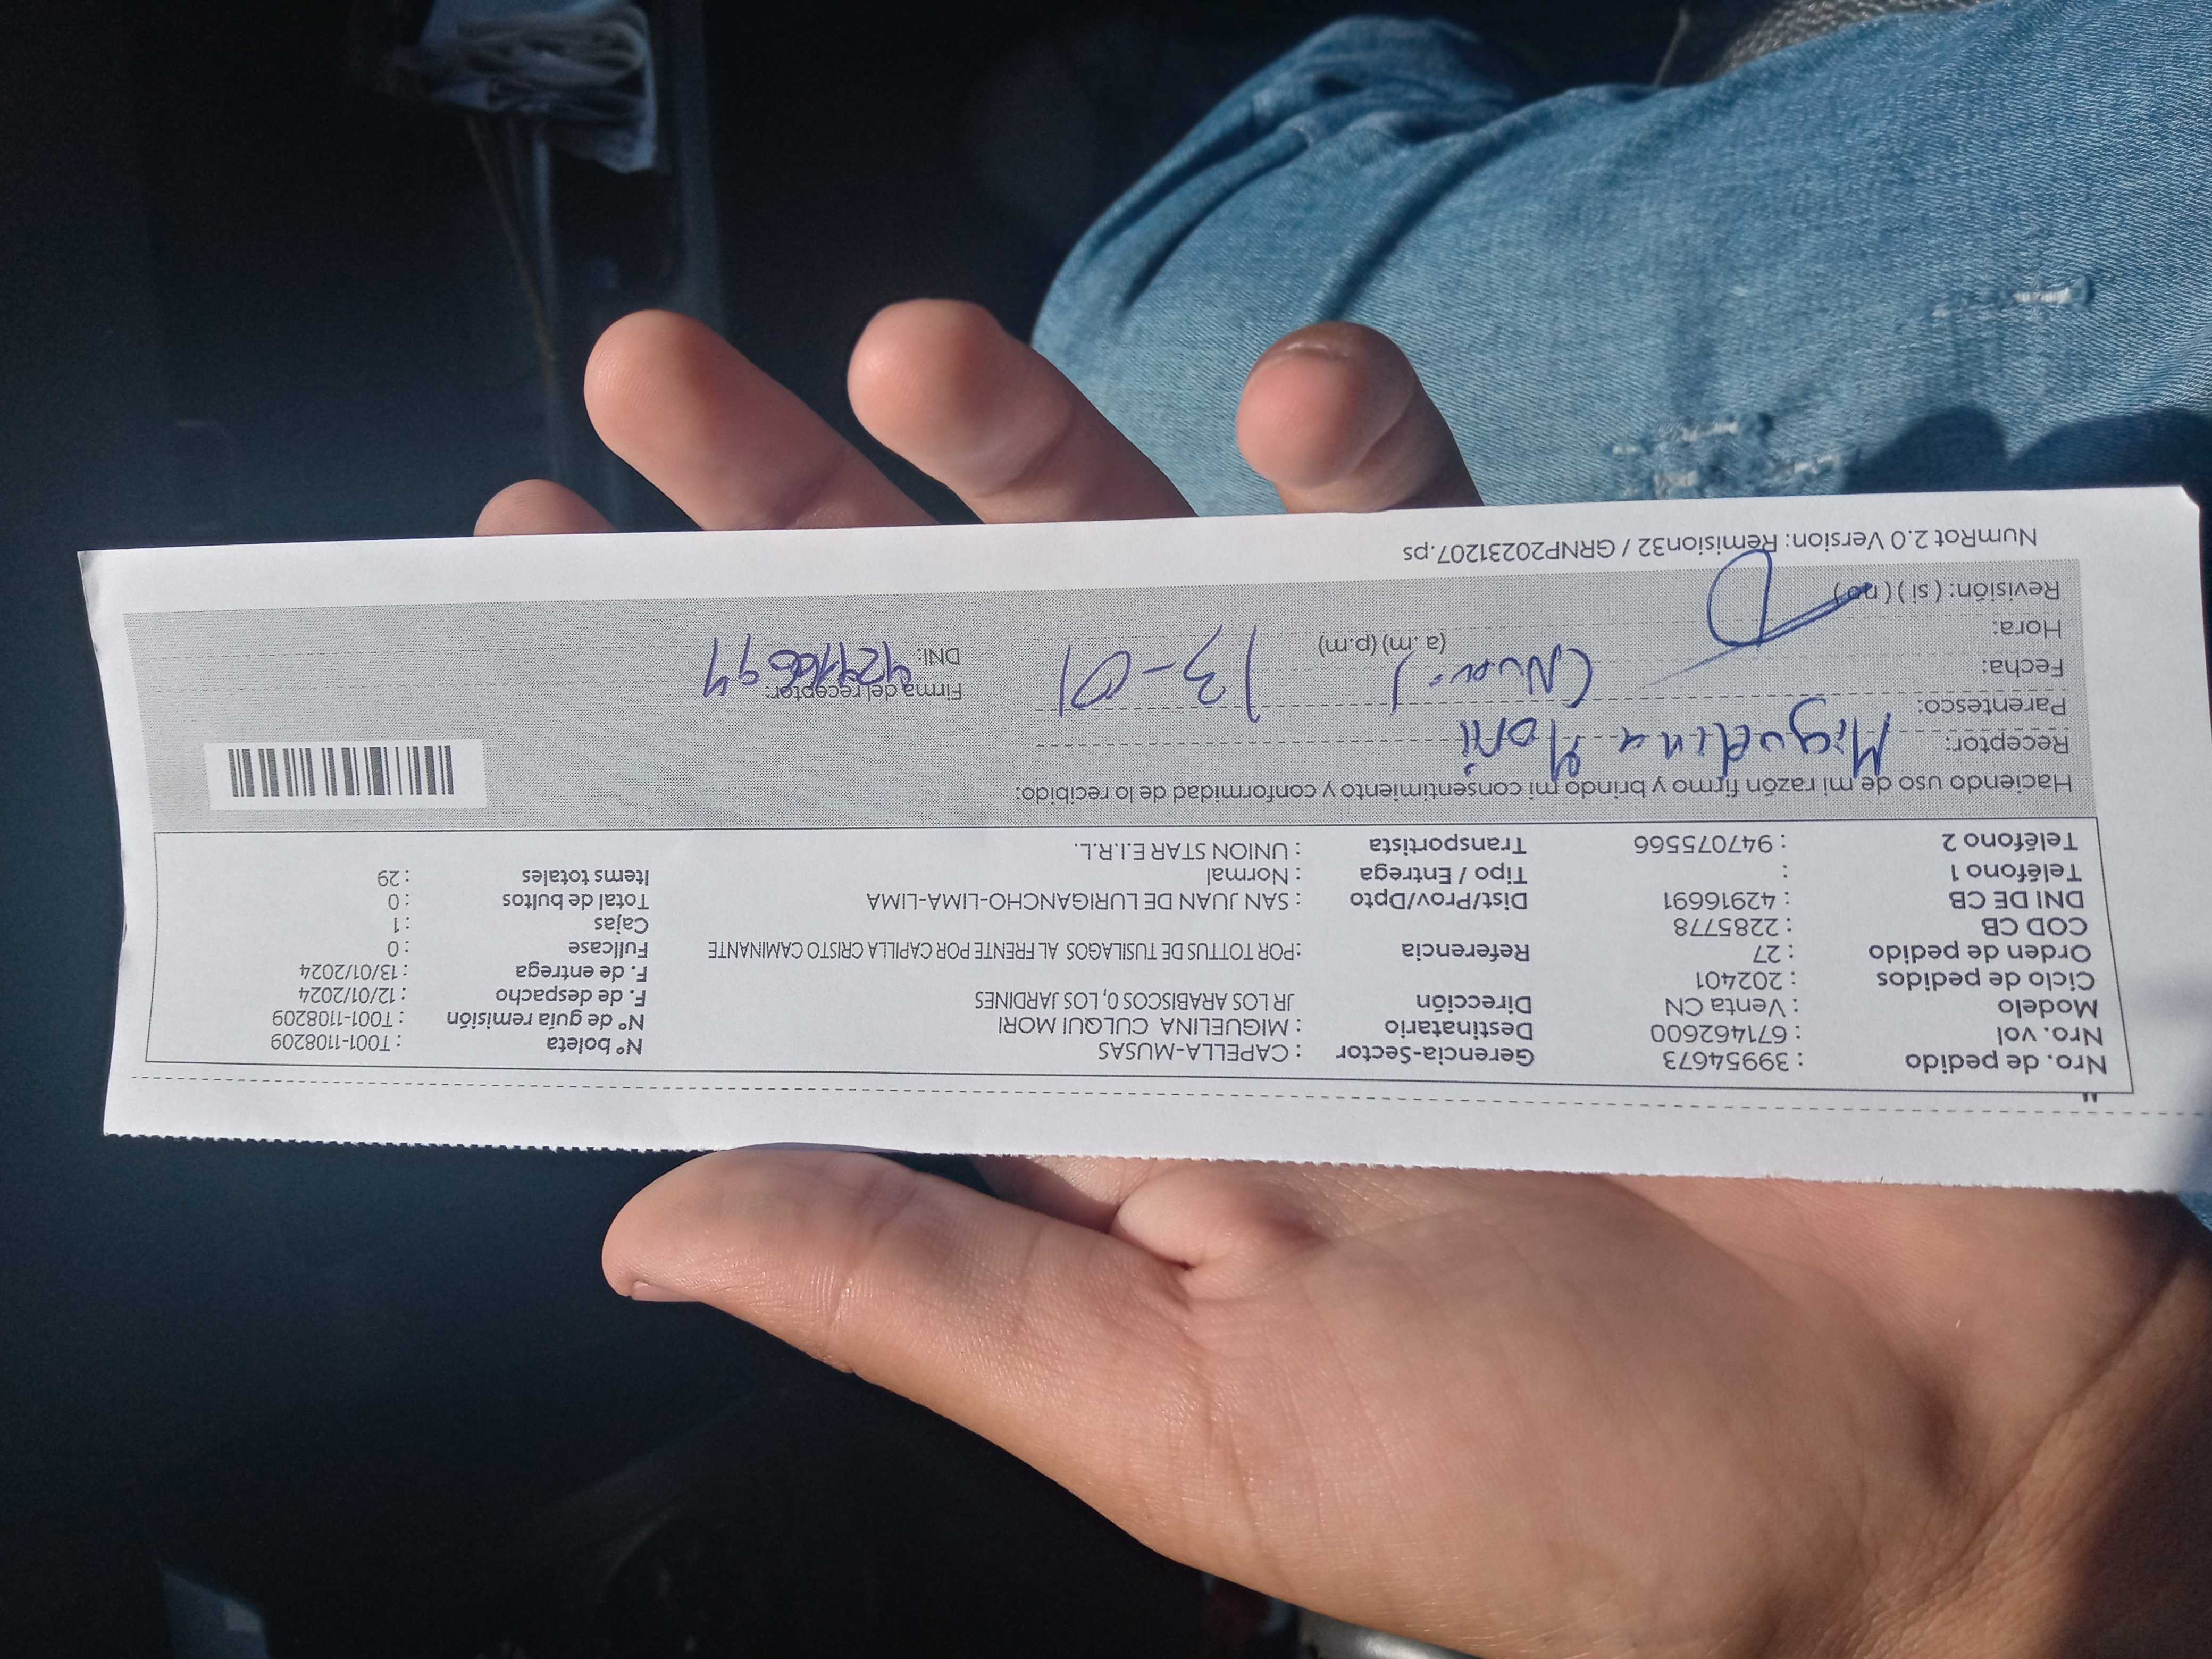 Nro. de pedido : 39954673 Gerencia-Sector : CAPELLA-MUSAS N° boleta : T001-1108209
Nro. vol : 671462600 Destinatario : MIGUELINA CULQUI MORI N° de guía remisión : T001-1108209
Modelo : Venta CN Dirección JR LOS ARABISCOS 0, LOS JARDINES F. de despacho : 12/01/2024
Ciclo de pedidos : 202401 F. de entrega : 13/01/2024
Orden de pedido : 27 Referencia :POR TOTTUS DE TUSILAGOS AL FRENTE POR CAPILLA CRISTO CAMINANTE Fullcase : 0
COD CB : 2285778 Cajas : 1
DNI DE CB : 42916691 Dist/Prov/Dpto : SAN JUAN DE LURIGANCHO-LIMA-LIMA Total de bultos : 0
Teléfono 1 : Tipo / Entrega : Normal Items totales : 29
Teléfono 2 : 947075566 Transportista : UNION STAR E.I.R.L.
Haciendo uso de mi razón firmo y brindo mi consentimiento y conformidad de lo recibido:
Receptor: Miguelina Mori
Parentesco:
Firma del receptor:
Fecha: 13-01
DNI:
Hora: (a. m) (p.m)
Revisión: ( si ) ( no )
NumRot 2.0 Version: Remision32 / GRNP20231207.ps